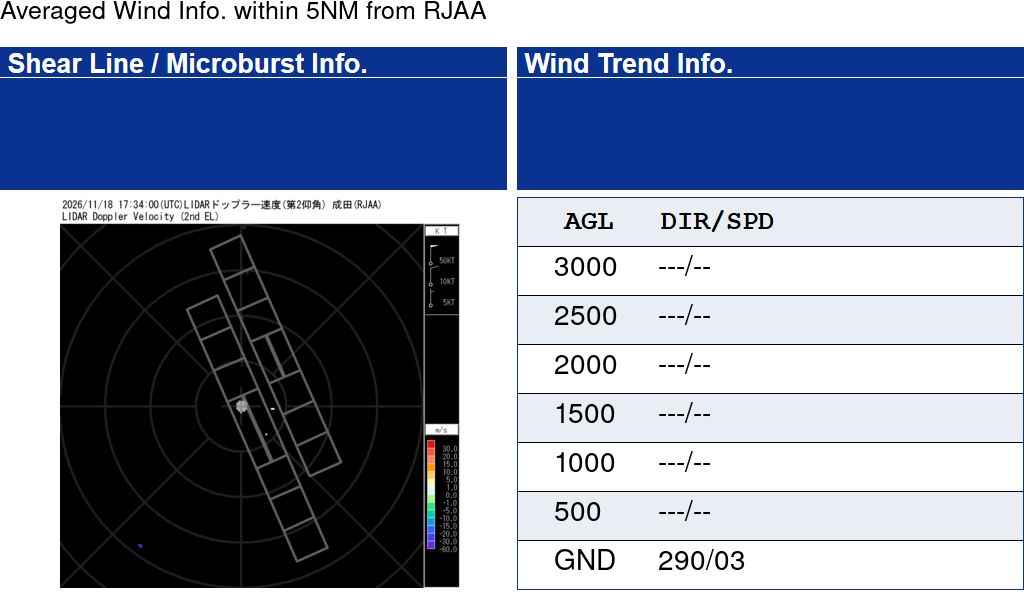 Averaged Wind Info. within 5NM from RJAA
Shear Line / Microburst Info.
Wind Trend Info.
2026/11/18 17:34:00(UTC)LIDARドップラー速度(第2仰角) 成田(RJAA)
LIDAR Doppler Velocity (2nd EL)
KT
50KT
10KT
5KT
m/s
30.0
20.0
15.0
10.0
5.0
1.0
0.0
-1.0
-5.0
-10.0
-15.0
-20.0
-30.0
-60.0
AGL DIR/SPD
3000 ---/--
2500 ---/--
2000 ---/--
1500 ---/--
1000 ---/--
500 ---/--
GND 290/03